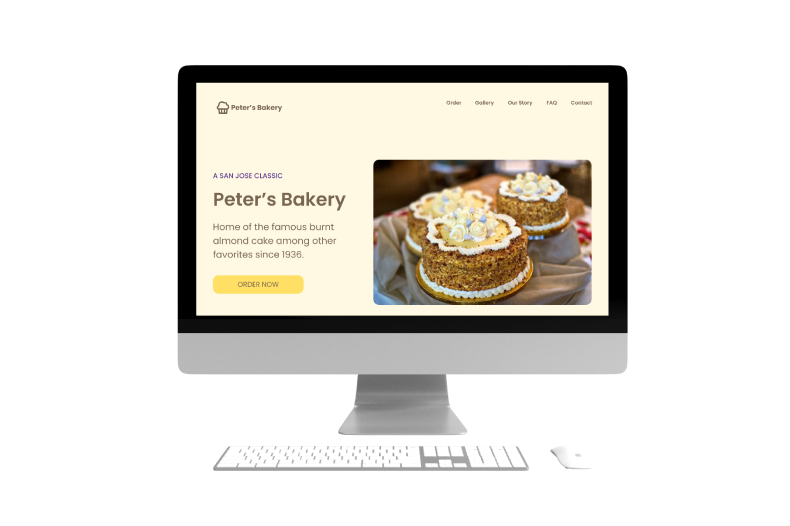 Peter's Bakery
Order Gallery Our Story FAQ Contact
A SAN JOSE CLASSIC
Peter's Bakery
Home of the famous burnt
almond cake among other
favorites since 1936.
ORDER NOW